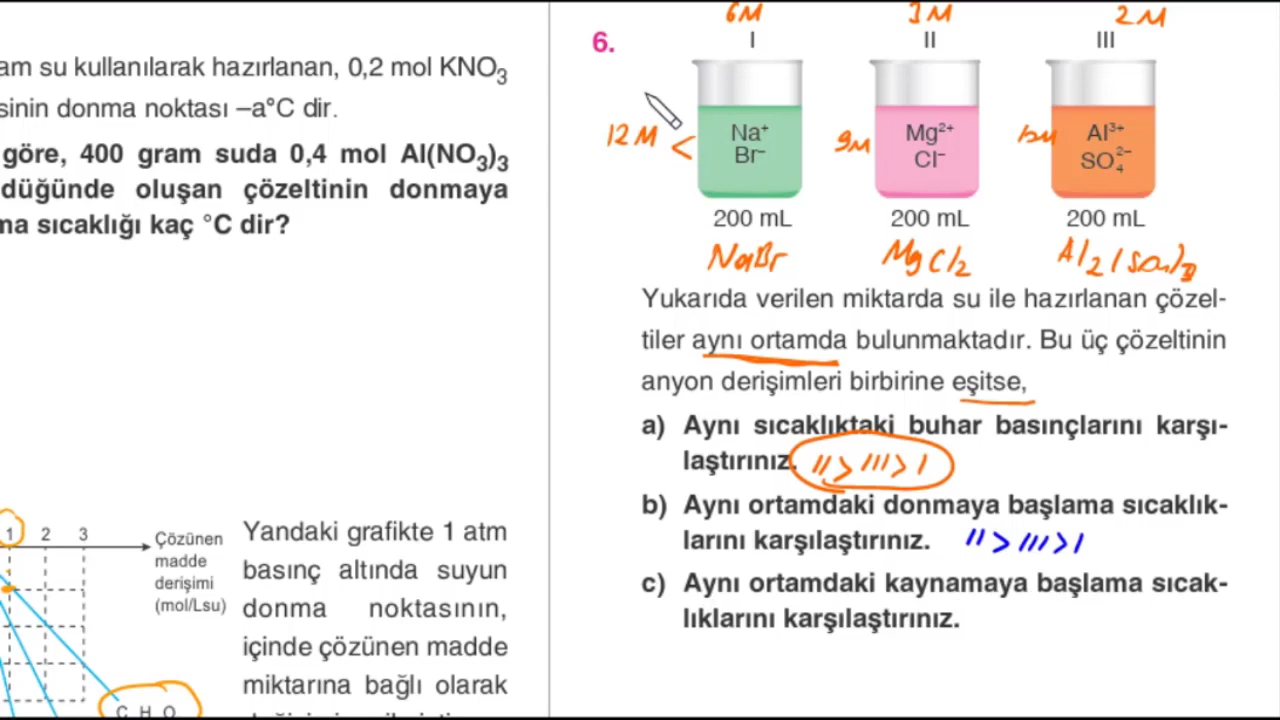 am su kullanılarak hazırlanan, 0,2 mol KNO₃
sinin donma noktası –a°C dir.
göre, 400 gram suda 0,4 mol Al(NO₃)₃
düğünde oluşan çözeltinin donmaya
ma sıcaklığı kaç °C dir?
1 2 3
Çözünen
madde
derişimi
(mol/Lsu)
C H O
Yandaki grafikte 1 atm
basınç altında suyun
donma noktasının,
içinde çözünen madde
miktarına bağlı olarak
6M 3M 2M
6. I II III
12M Na⁺ 9M Mg²⁺ Al³⁺
Br⁻ Cl⁻ SO₄²⁻
200 mL 200 mL 200 mL
NaBr MgCl2 Al2(SO4)3
Yukarıda verilen miktarda su ile hazırlanan çözel-
tiler aynı ortamda bulunmaktadır. Bu üç çözeltinin
anyon derişimleri birbirine eşitse,
a) Aynı sıcaklıktaki buhar basınçlarını karşı-
laştırınız. II > III > I
b) Aynı ortamdaki donmaya başlama sıcaklık-
larını karşılaştırınız. II > III > I
c) Aynı ortamdaki kaynamaya başlama sıcak-
lıklarını karşılaştırınız.